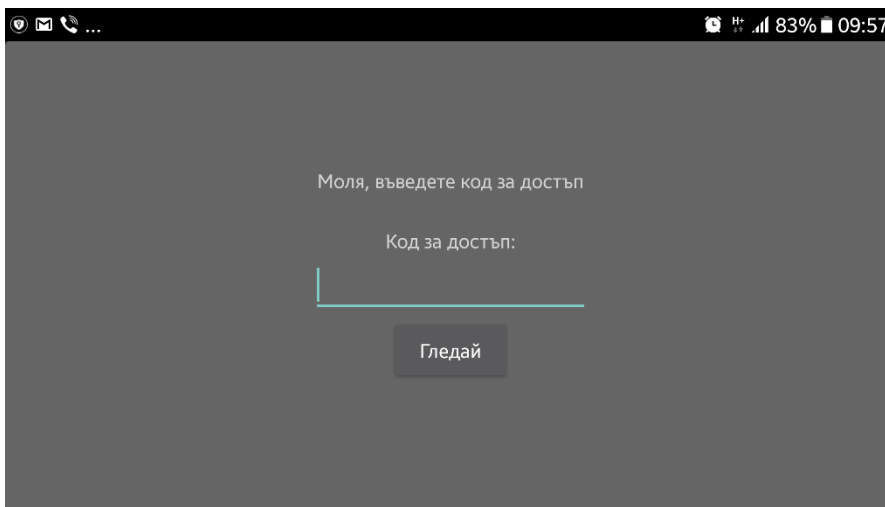 ... H+ 83% 09:57
Моля, въведете код за достъп
Код за достъп:
Гледай